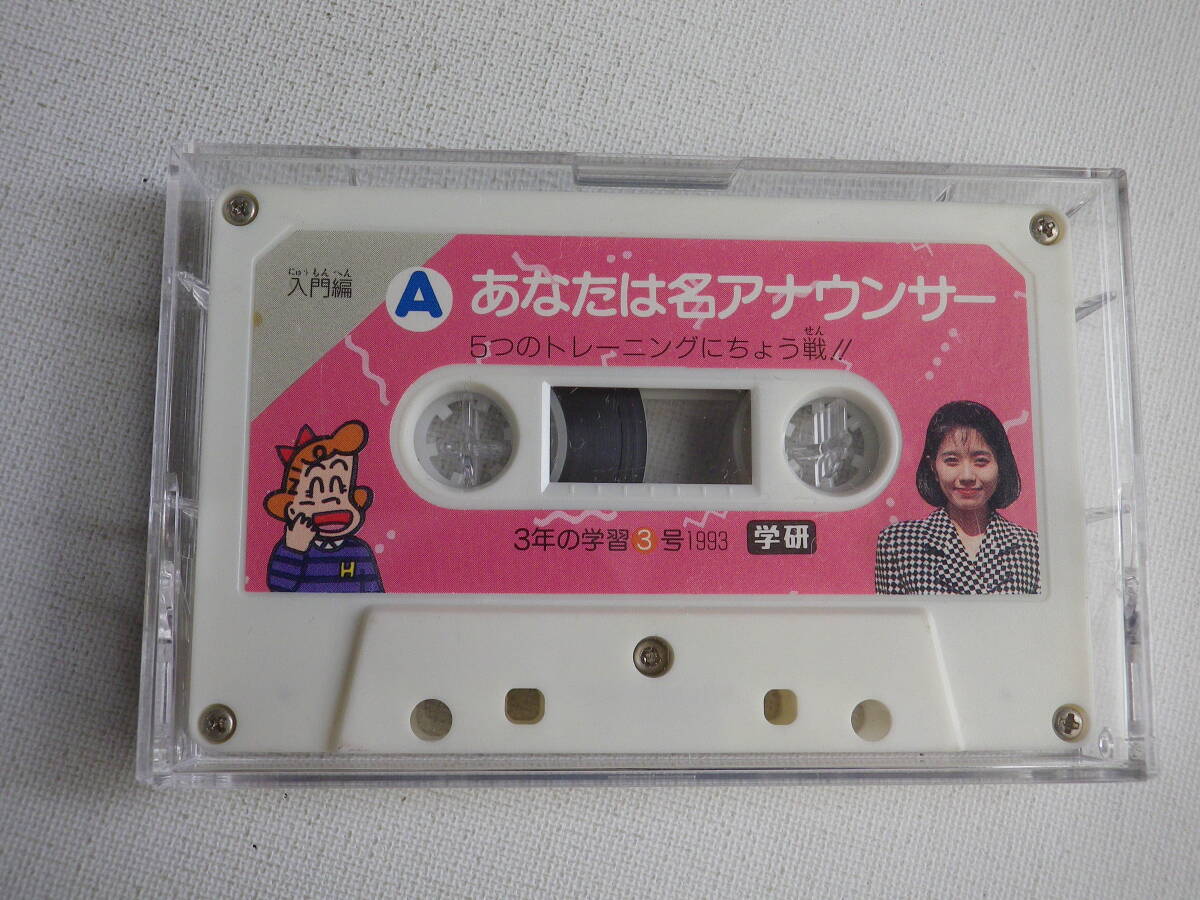 にゅうもんへん
入門編
A あなたは名アナウンサー
せん
5つのトレーニングにちょう戦!!
3年の学習3号1993 学研
H